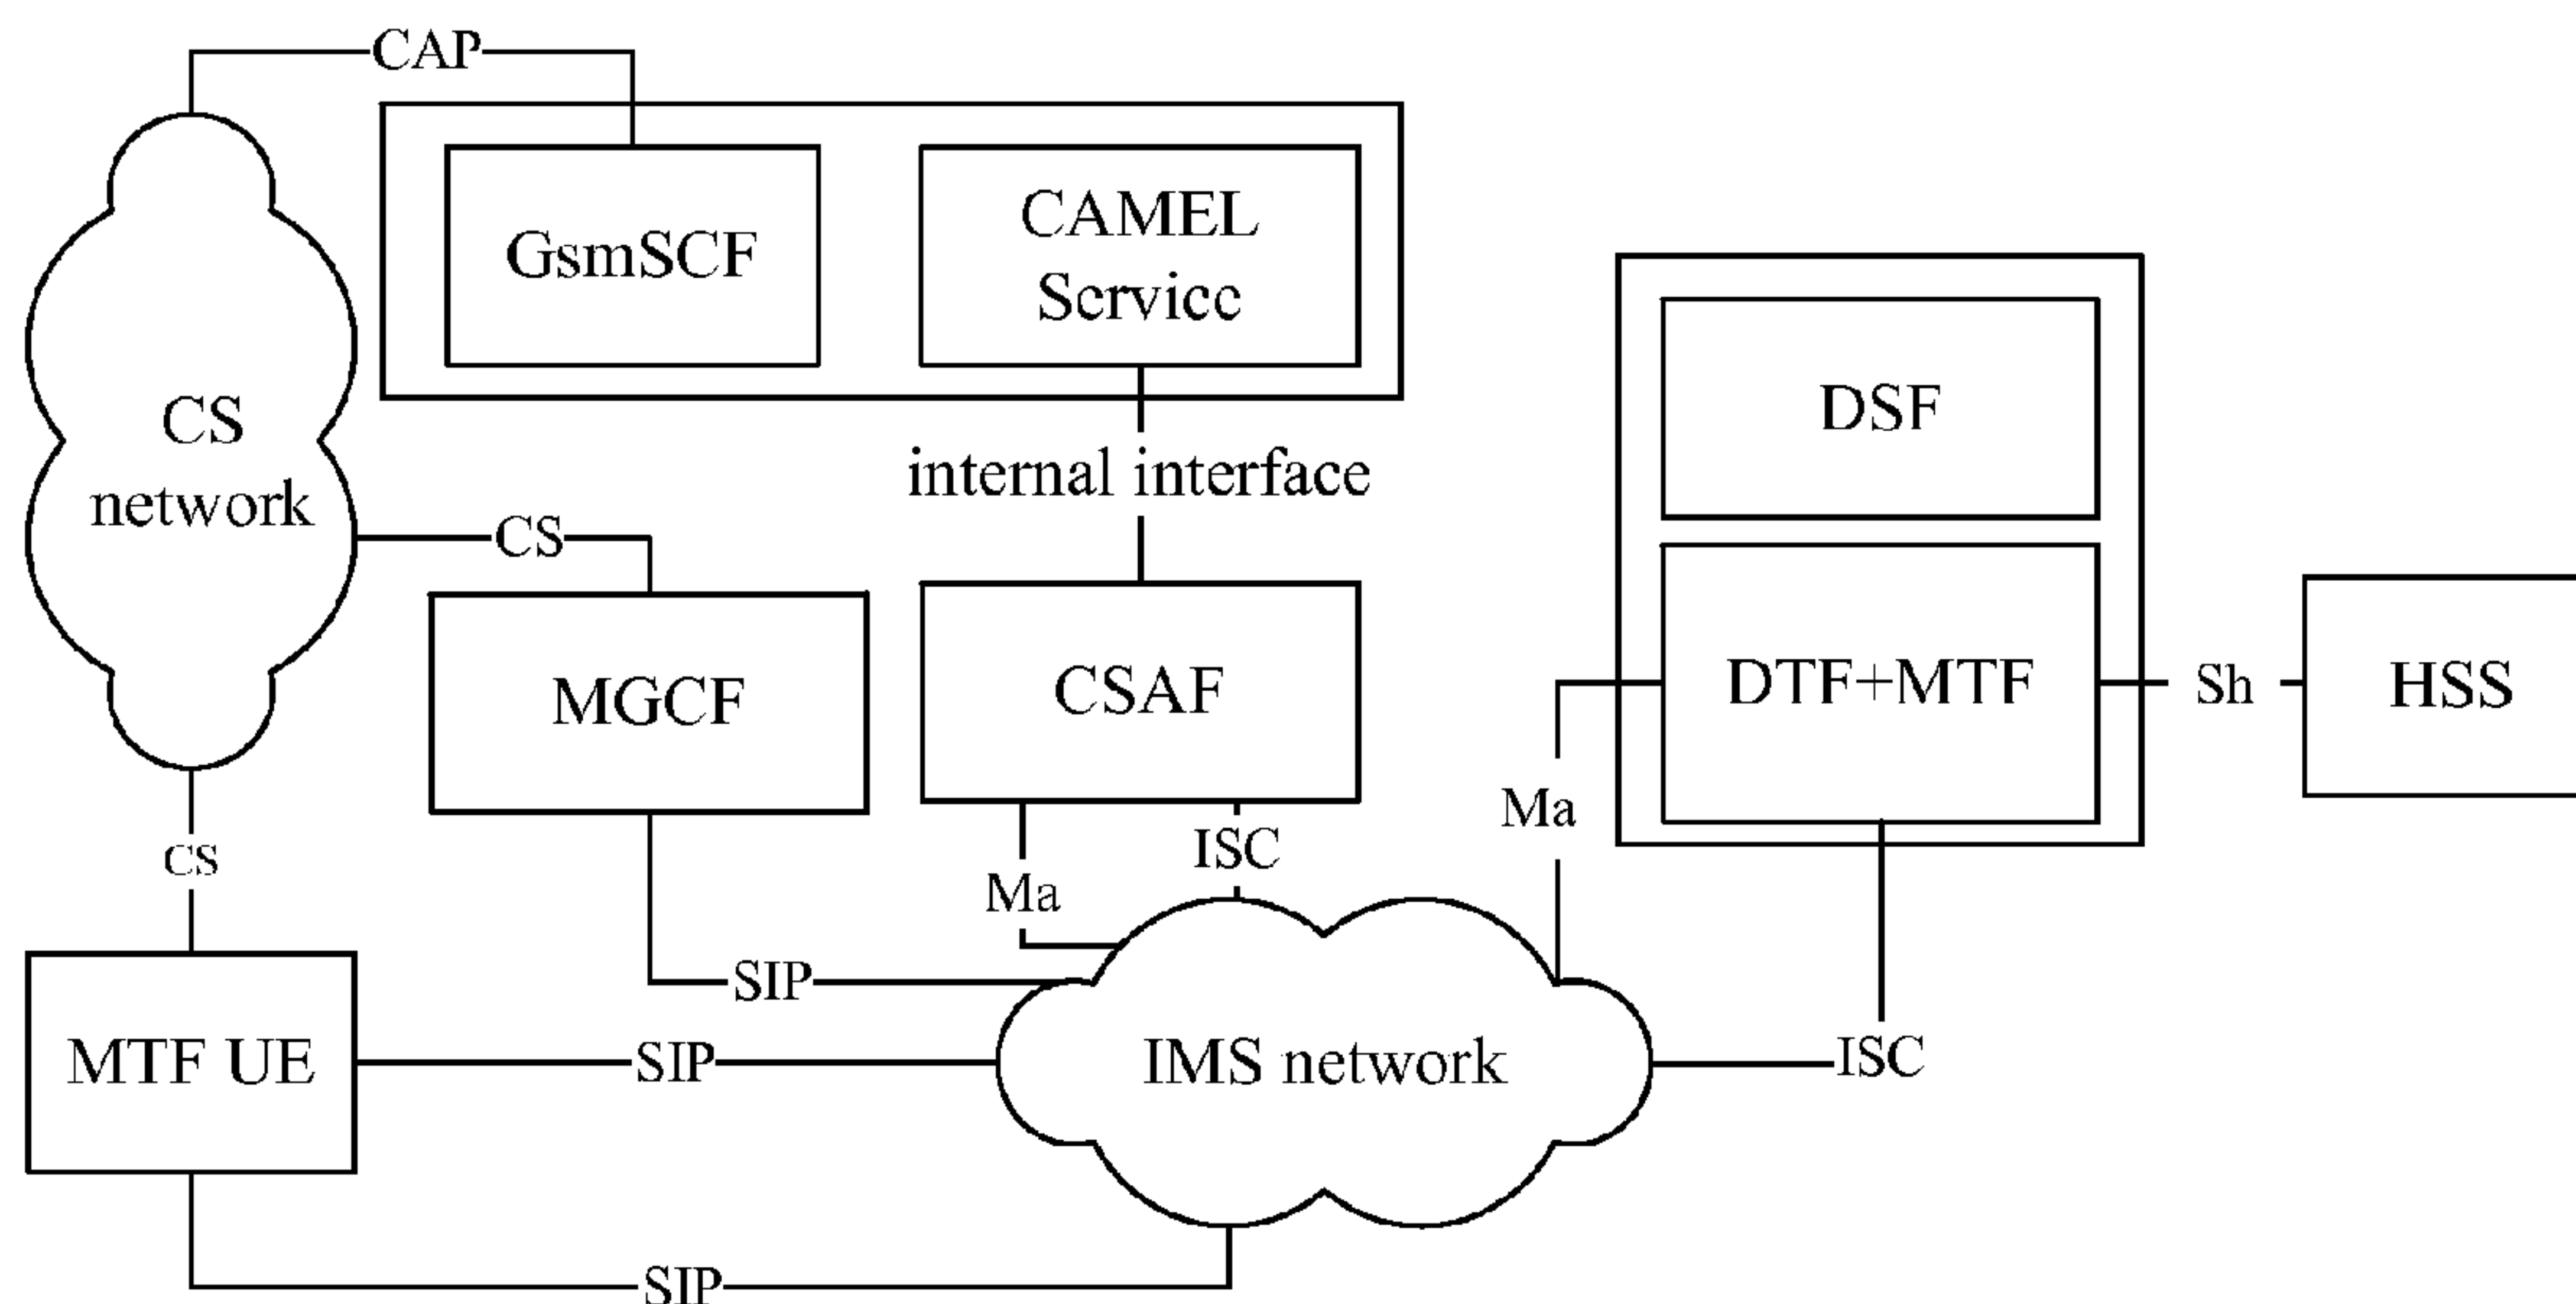 CAP
GsmSCF
CAMEL
Service
CS
network
DSF
internal interface
CS
MGCF
CSAF
DTF+MTF
Sh
HSS
Ma
ISC
CS
Ma
SIP
MTF UE
SIP
IMS network
ISC
SIP